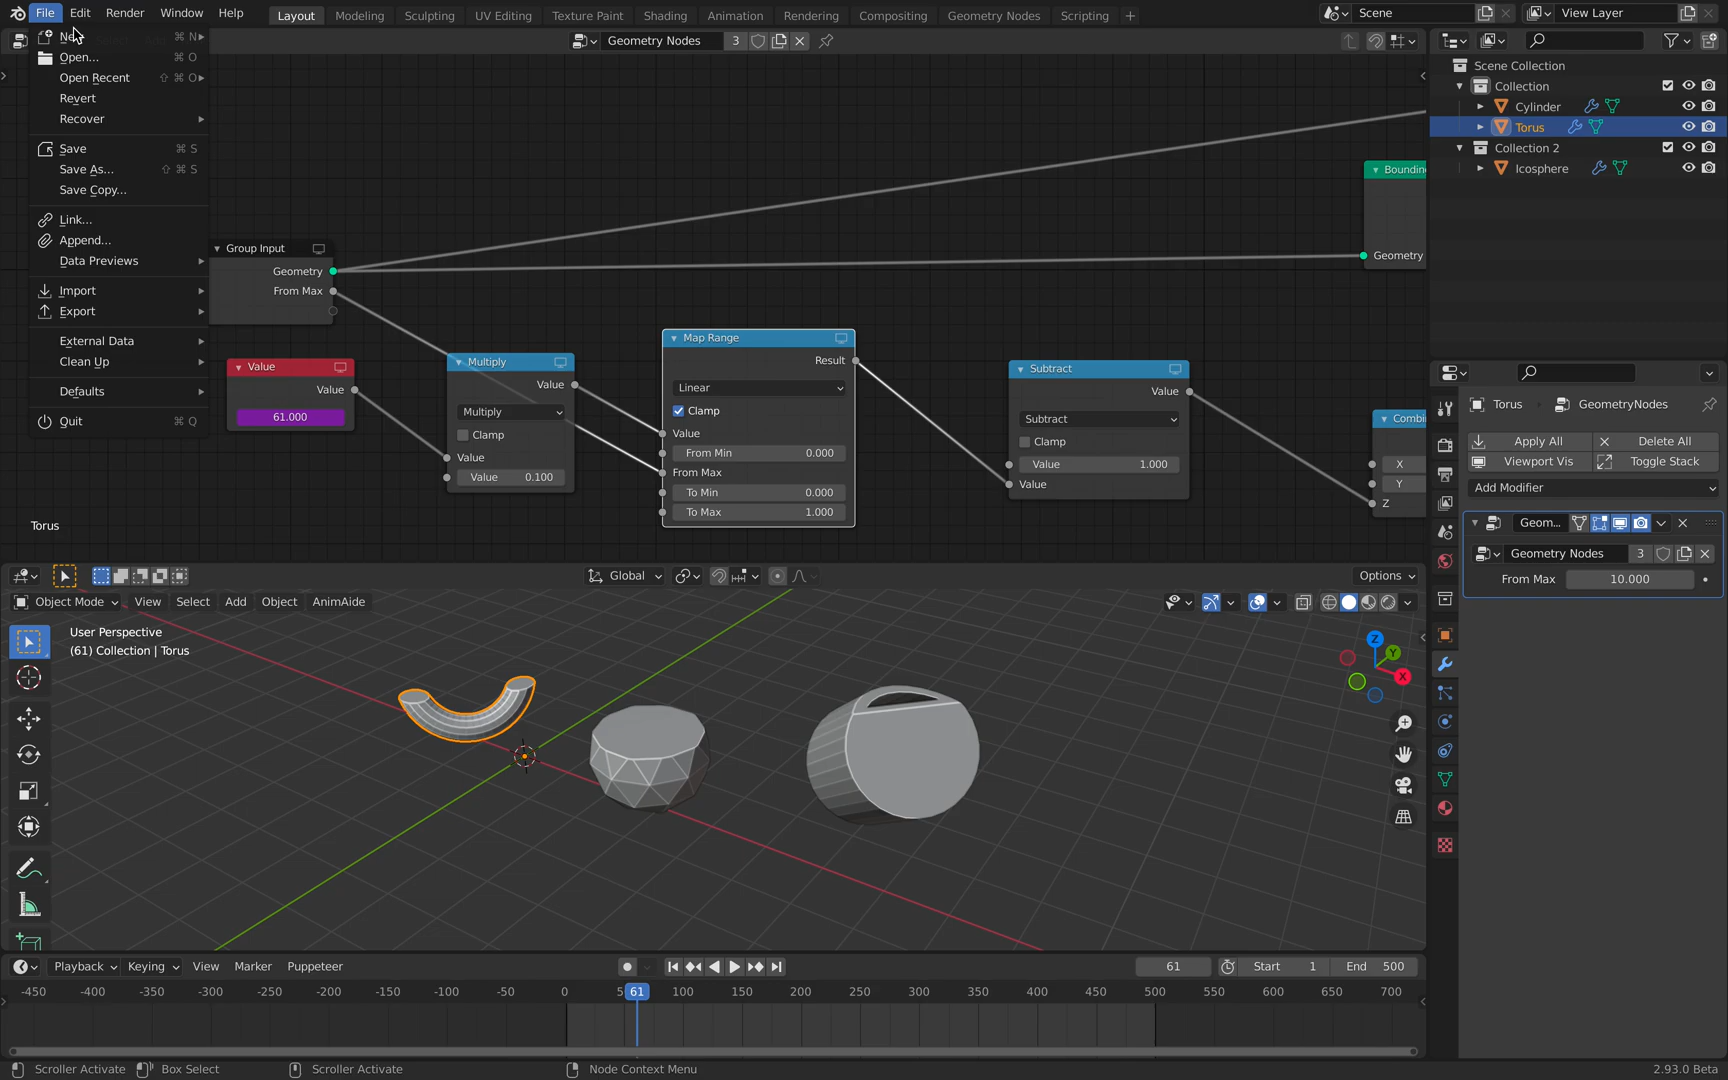 File Edit Render Window Help Layout Modeling Sculpting UV Editing Texture Paint Shading Animation Rendering Compositing Geometry Nodes Scripting Scene View Layer
⌘ N
Geometry Nodes 3
Open... ⌘ O
Open Recent ⇧ ⌘ O
Revert
Recover
Save ⌘ S
Save As... ⇧ ⌘ S
Save Copy...
Link...
Append...
Data Previews
Import
Export
External Data
Clean Up
Defaults
Quit ⌘ Q
Group Input
Geometry
From Max
Value
Value
61.000
Multiply
Value
Multiply
Clamp
Value
Value 0.100
Map Range
Result
Linear
Clamp
Value
From Min 0.000
From Max
To Min 0.000
To Max 1.000
Subtract
Value
Subtract
Clamp
Value 1.000
Value
Boundin
Geometry
Combi
X
Y
Z
Torus
Scene Collection
Collection
Cylinder
Torus
Collection 2
Icosphere
Torus GeometryNodes
Apply All Delete All
Viewport Vis Toggle Stack
Add Modifier
Geom...
Geometry Nodes 3
From Max 10.000
Global Options
Object Mode View Select Add Object AnimAide
User Perspective
(61) Collection | Torus
Z
Y
X
Playback Keying View Marker Puppeteer 61 Start 1 End 500
-450 -400 -350 -300 -250 -200 -150 -100 -50 0 5 61 100 150 200 250 300 350 400 450 500 550 600 650 700
Scroller Activate Box Select Scroller Activate Node Context Menu 2.93.0 Beta